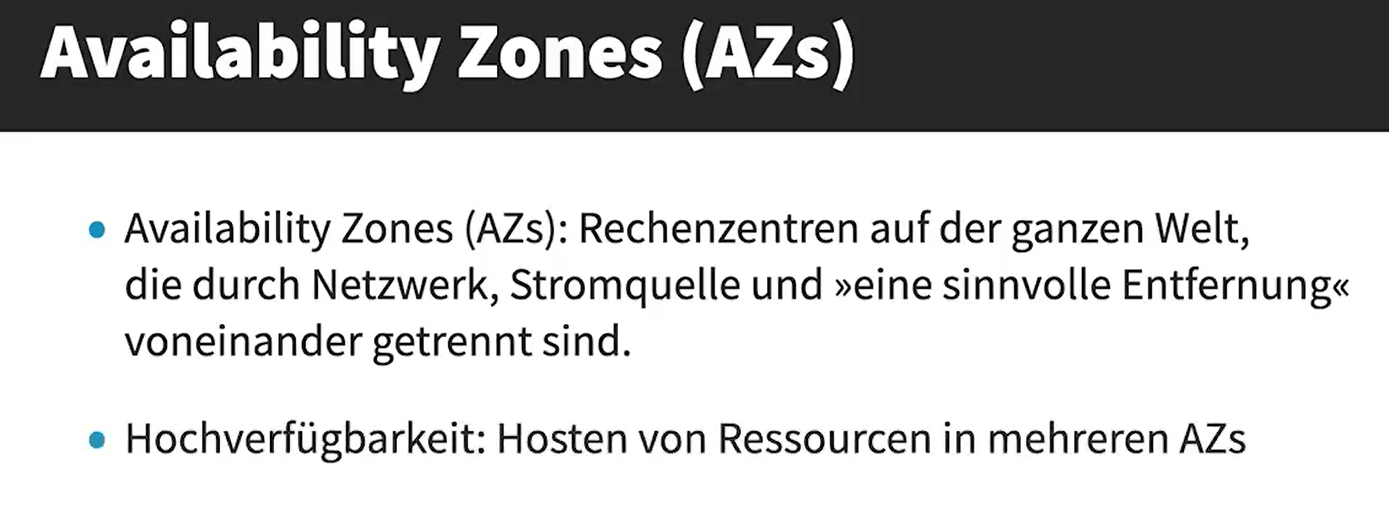 Availability Zones (AZs)
Availability Zones (AZs): Rechenzentren auf der ganzen Welt,
die durch Netzwerk, Stromquelle und »eine sinnvolle Entfernung«
voneinander getrennt sind.
Hochverfügbarkeit: Hosten von Ressourcen in mehreren AZs